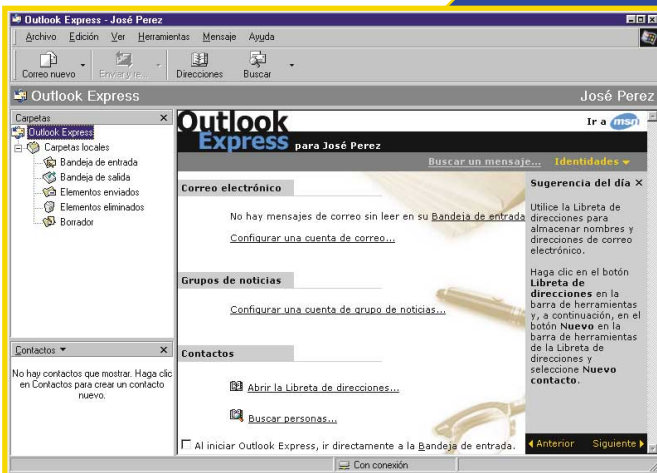 Outlook Express - José Perez
Archivo Edición Ver Herramientas Mensaje Ayuda
Correo nuevo Enviar y re... Direcciones Buscar
Outlook Express José Perez
Carpetas
Outlook Express
Carpetas locales
Bandeja de entrada
Bandeja de salida
Elementos enviados
Elementos eliminados
Borrador
Contactos
No hay contactos que mostrar. Haga clic
en Contactos para crear un contacto
nuevo.
Outlook
Express para José Perez
Ir a msn
Buscar un mensaje... Identidades
Correo electrónico
No hay mensajes de correo sin leer en su Bandeja de entrada
Configurar una cuenta de correo...
Grupos de noticias
Configurar una cuenta de grupo de noticias...
Contactos
Abrir la Libreta de direcciones...
Buscar personas...
Al iniciar Outlook Express, ir directamente a la Bandeja de entrada.
Sugerencia del día
Utilice la Libreta de
direcciones para
almacenar nombres y
direcciones de correo
electrónico.
Haga clic en el botón
Libreta de
direcciones en la
barra de herramientas
y, a continuación, en el
botón Nuevo en la
barra de herramientas
de la Libreta de
direcciones y
seleccione Nuevo
contacto.
Anterior Siguiente
Con conexión